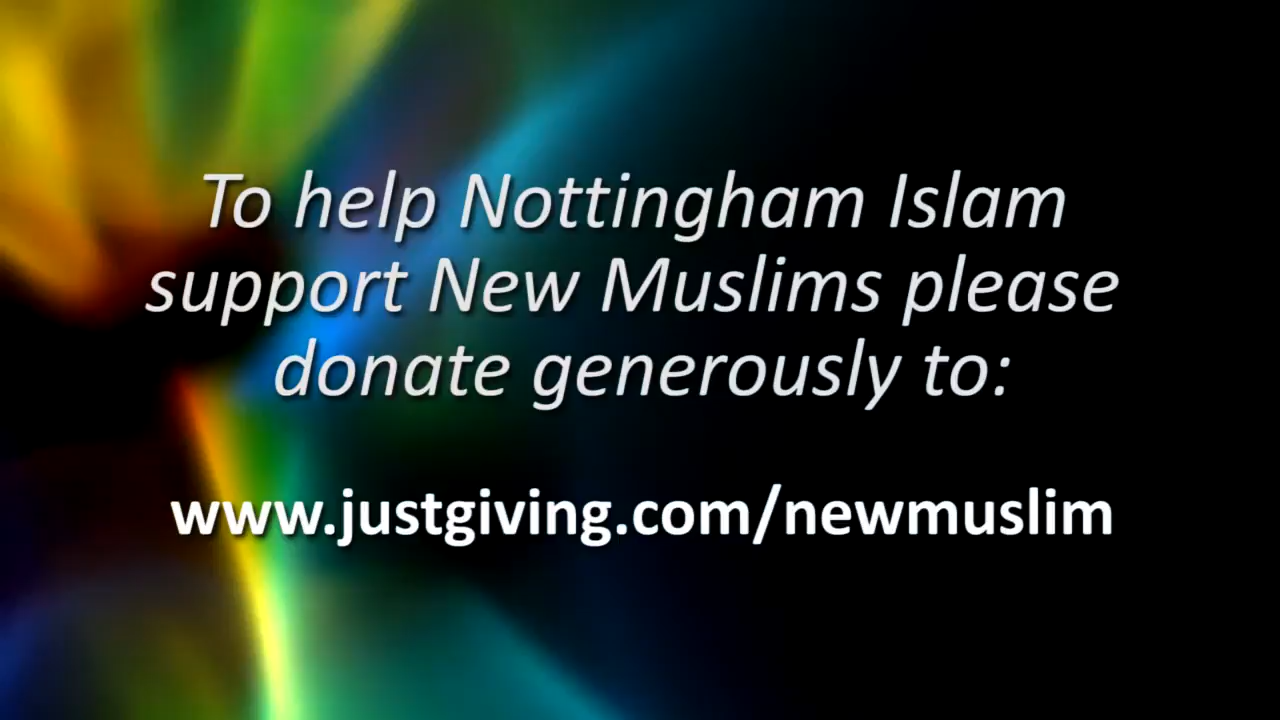 To help Nottingham Islam
support New Muslims please
donate generously to:
www.justgiving.com/newmuslim